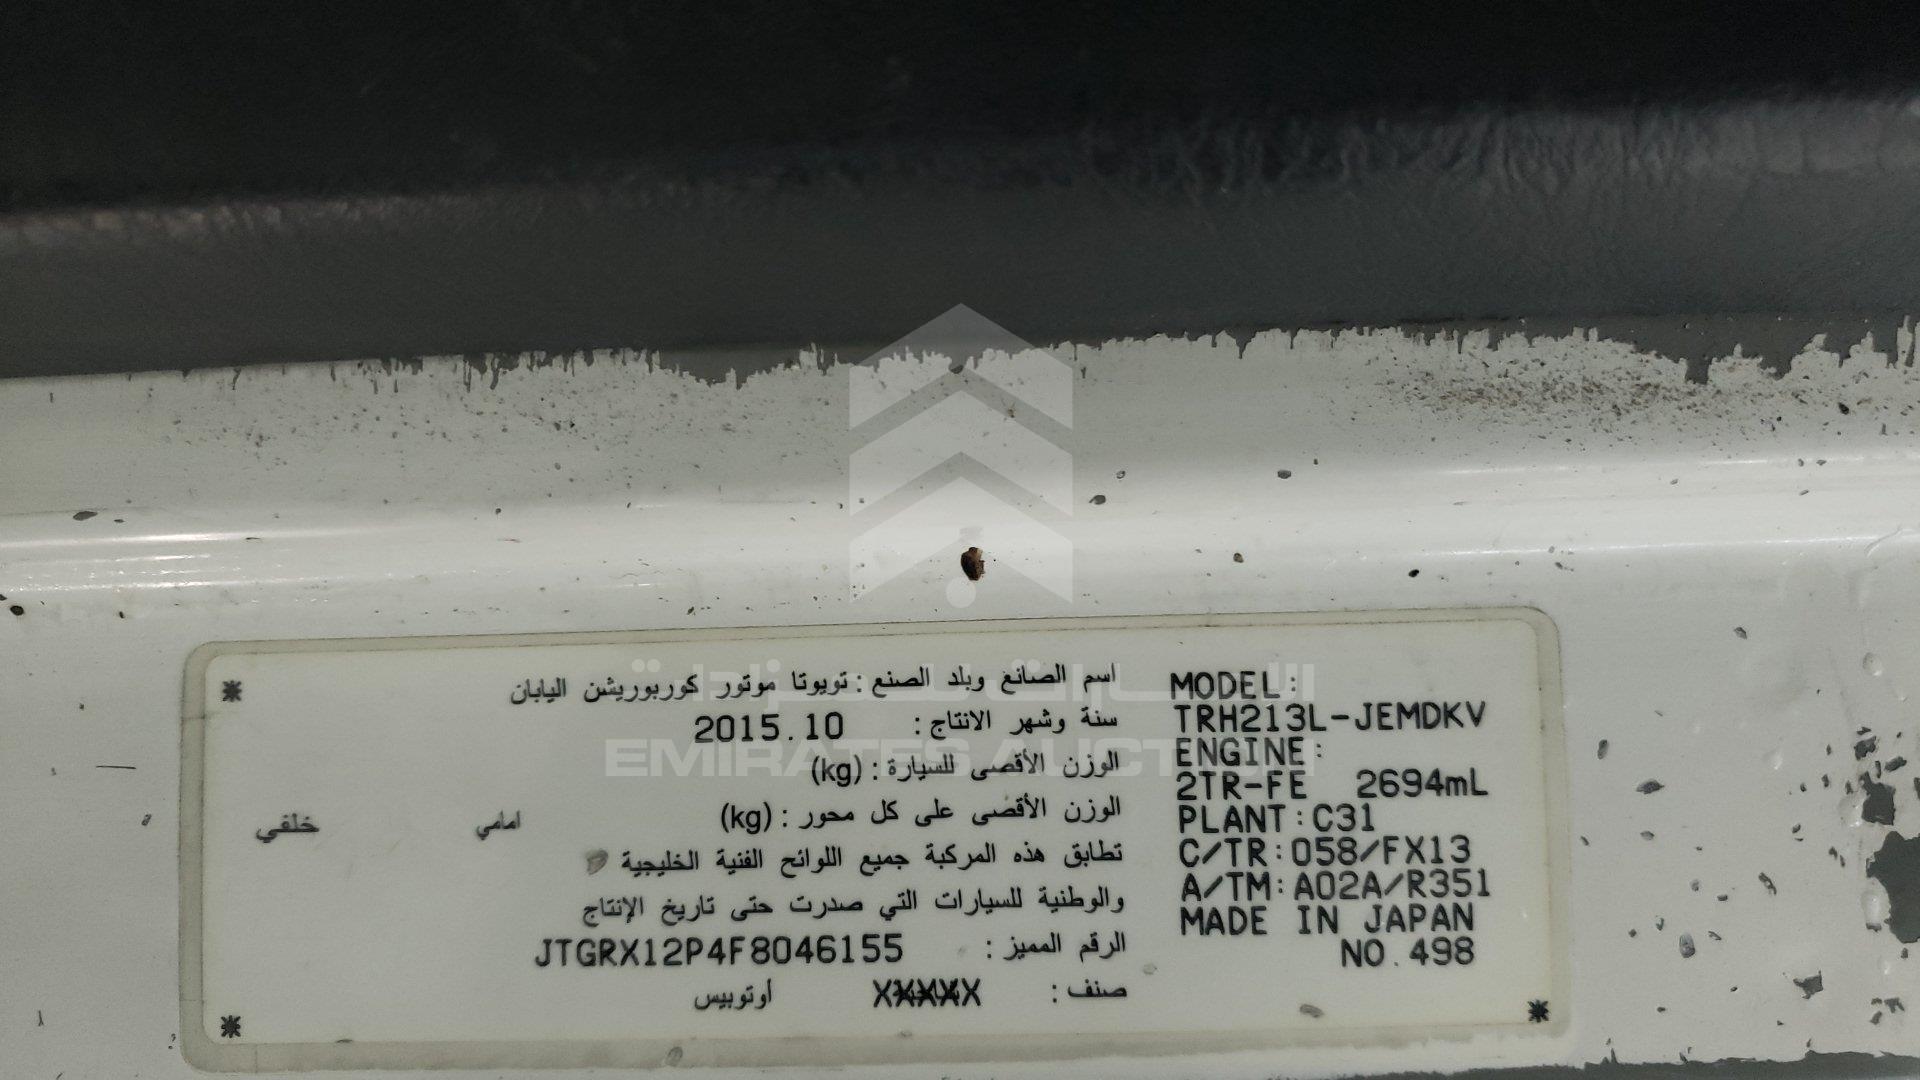 الإمارات للمزادات
EMIRATES AUCTION
اسم الصانع وبلد الصنع : تويوتا موتور كوربوريشن اليابان
سنة وشهر الانتاج : 2015.10
الوزن الأقصى للسيارة : (kg)
الوزن الأقصى على كل محور : (kg) امامي خلفي
تطابق هذه المركبة جميع اللوائح الفنية الخليجية
والوطنية للسيارات التي صدرت حتى تاريخ الإنتاج
الرقم المميز : JTGRX12P4F8046155
صنف : XXXXX أوتوبيس
MODEL:
TRH213L-JEMDKV
ENGINE:
2TR-FE 2694mL
PLANT:C31
C/TR:058/FX13
A/TM:A02A/R351
MADE IN JAPAN
NO.498